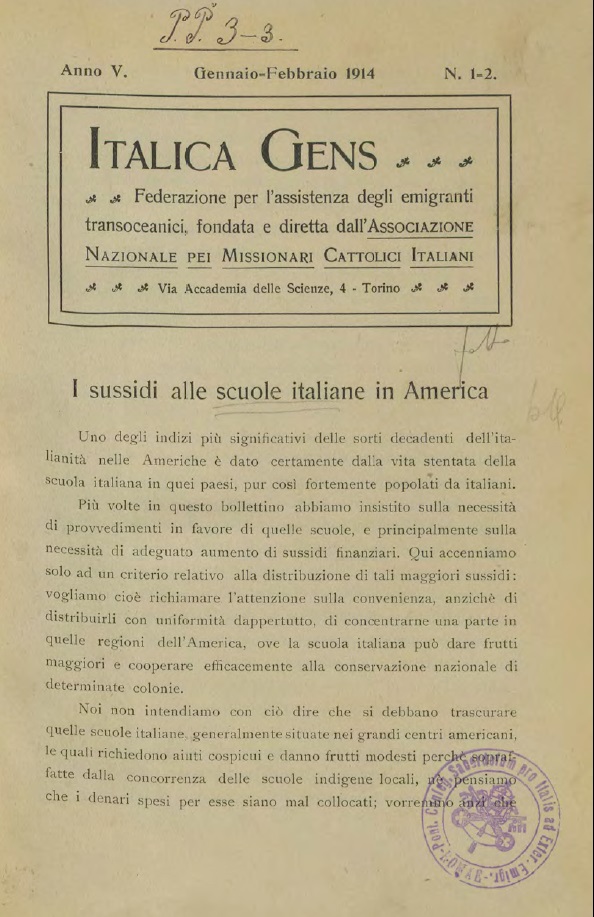 P.P. 3-3.
Anno V. Gennaio-Febbraio 1914 N. 1-2.
ITALICA GENS
Federazione per l'assistenza degli emigranti
transoceanici, fondata e diretta dall'ASSOCIAZIONE
NAZIONALE PEI MISSIONARI CATTOLICI ITALIANI
Via Accademia delle Scienze, 4 - Torino
fatto
I sussidi alle scuole italiane in America
Uno degli indizi più significativi delle sorti decadenti dell'ita-
lianità nelle Americhe è dato certamente dalla vita stentata della
scuola italiana in quei paesi, pur così fortemente popolati da italiani.
Più volte in questo bollettino abbiamo insistito sulla necessità
di provvedimenti in favore di quelle scuole, e principalmente sulla
necessità di adeguato aumento di sussidi finanziari. Qui accenniamo
solo ad un criterio relativo alla distribuzione di tali maggiori sussidi:
vogliamo cioè richiamare l'attenzione sulla convenienza, anzichè di
distribuirli con uniformità dappertutto, di concentrarne una parte in
quelle regioni dell'America, ove la scuola italiana può dare frutti
maggiori e cooperare efficacemente alla conservazione nazionale di
determinate colonie.
Noi non intendiamo con ciò dire che si debbano trascurare
quelle scuole italiane, generalmente situate nei grandi centri americani,
le quali richiedono aiuti cospicui e danno frutti modesti perchè sopraf-
fatte dalla concorrenza delle scuole indigene locali, nè pensiamo
che i denari spesi per esse siano mal collocati; vorremmo anzi che
Pont. Sacerdotum pro Italis ad Exter. Emigr.